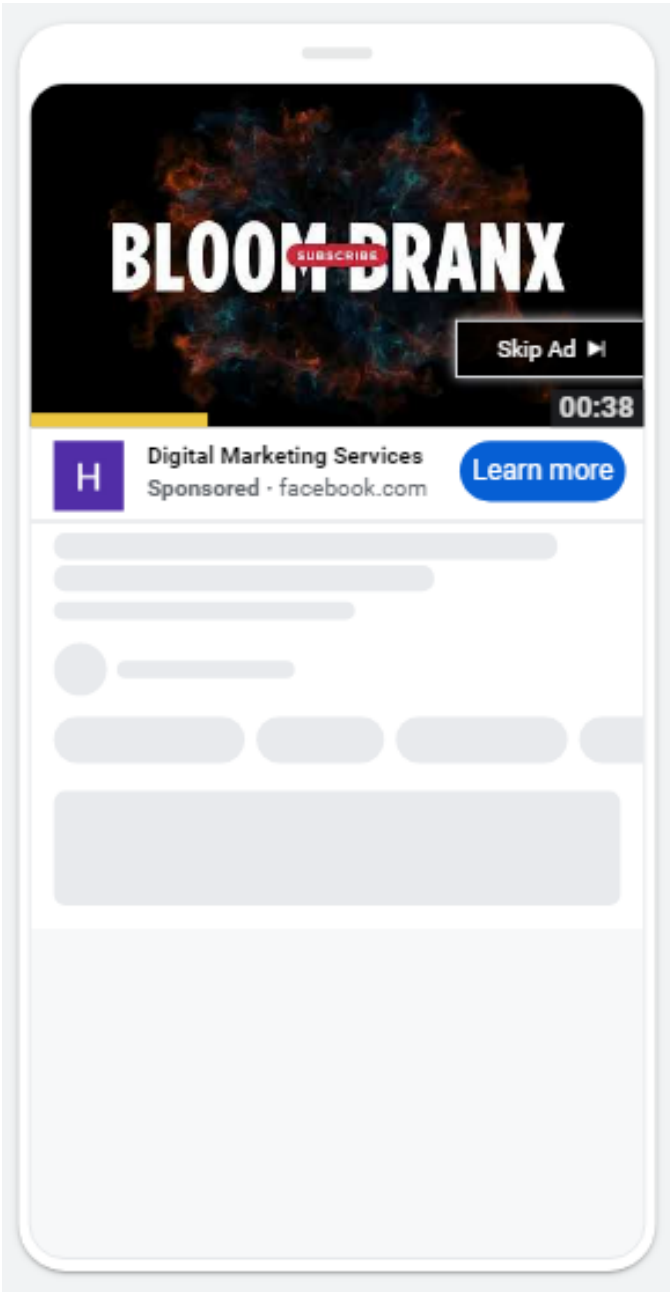 BLOOM BRANX
SUBSCRIBE
Skip Ad
00:38
H
Digital Marketing Services
Sponsored · facebook.com
Learn more